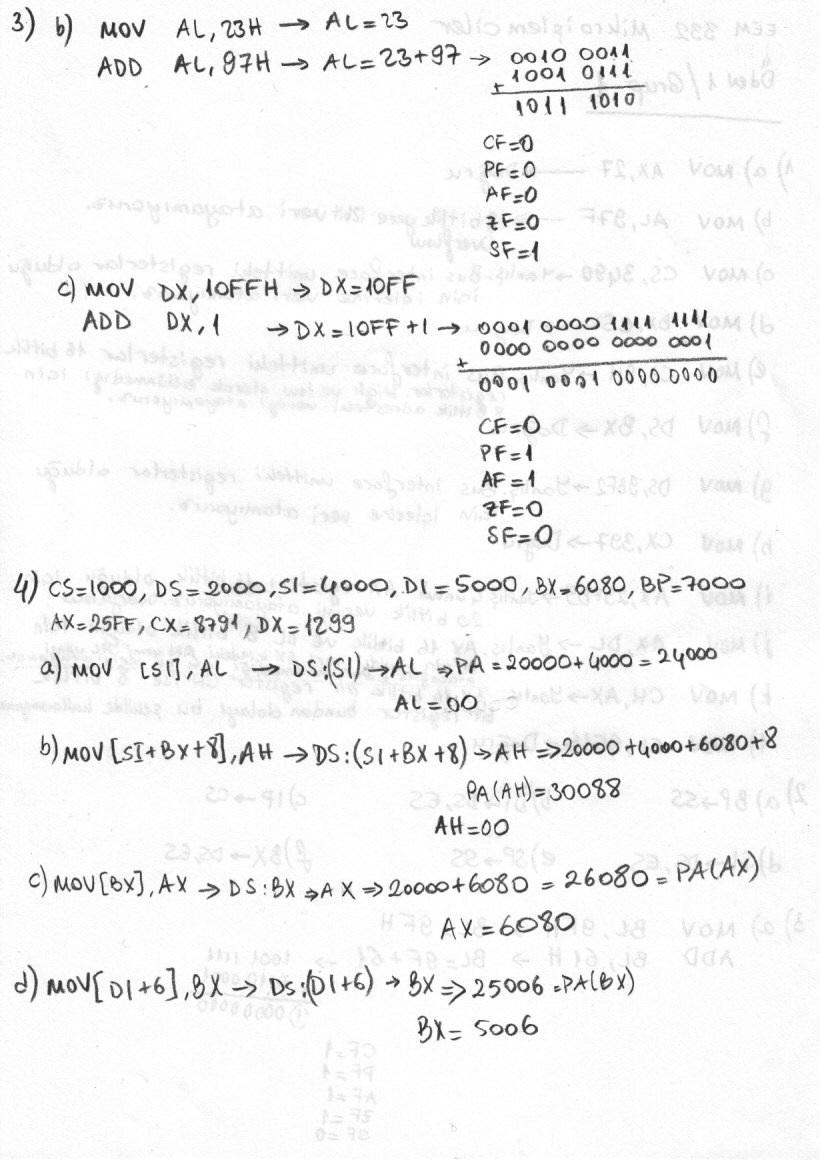 3) b) MOV AL, 23H → AL=23
ADD AL, 97H → AL=23+97 → 0010 0011
1001 0111
+
1011 1010
CF=0
PF=0
AF=0
ZF=0
SF=1
c) MOV DX, 10FFH → DX=10FF
ADD DX, 1 → DX=10FF+1 → 0001 0000 1111 1111
0000 0000 0000 0001
+
0001 0001 0000 0000
CF=0
PF=1
AF=1
ZF=0
SF=0
4) CS=1000, DS=2000, SI=4000, DI=5000, BX=6080, BP=7000
AX=25FF, CX=8791, DX=1299
a) MOV [SI], AL → DS:(SI) → AL ⇒ PA=20000+4000=24000
AL=00
b) MOV [SI+BX+8], AH → DS:(SI+BX+8) → AH ⇒ 20000+4000+6080+8
PA(AH)=30088
AH=00
c) MOV [BX], AX → DS:BX → AX ⇒ 20000+6080 = 26080 = PA(AX)
AX=6080
d) MOV [DI+6], BX → DS:(DI+6) → BX ⇒ 25006=PA(BX)
BX=5006